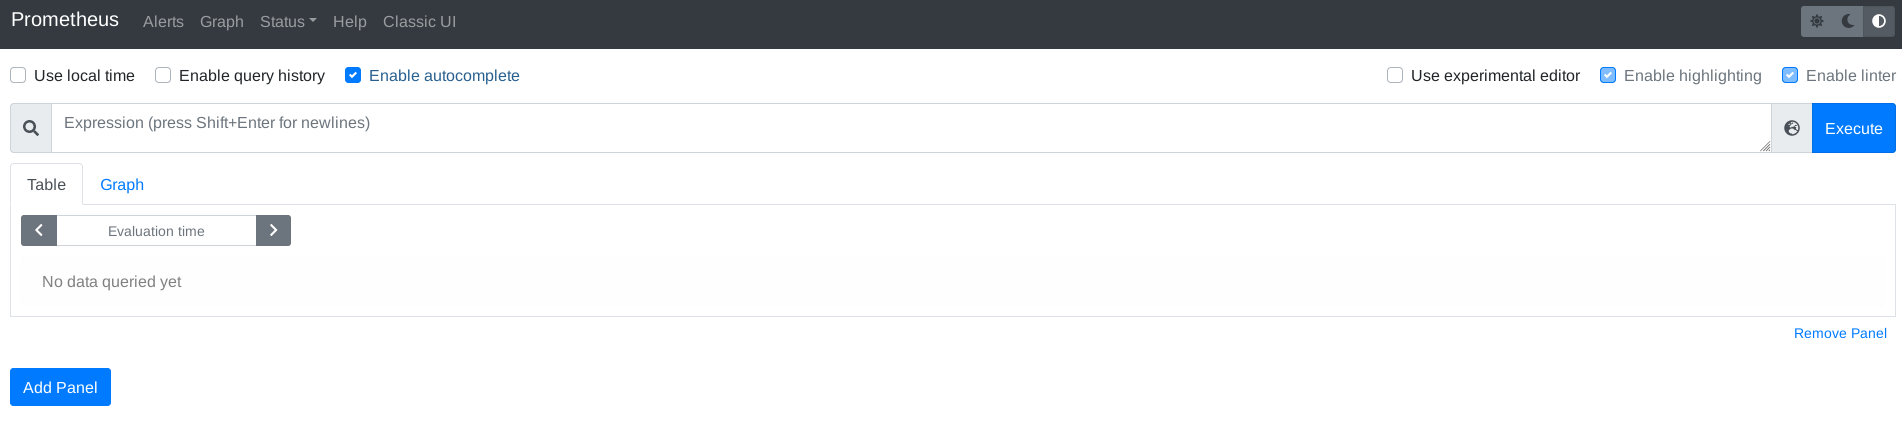 Prometheus Alerts Graph Status Help Classic UI
Use local time Enable query history Enable autocomplete Use experimental editor Enable highlighting Enable linter
Expression (press Shift+Enter for newlines) Execute
Table Graph
Evaluation time
No data queried yet
Remove Panel
Add Panel